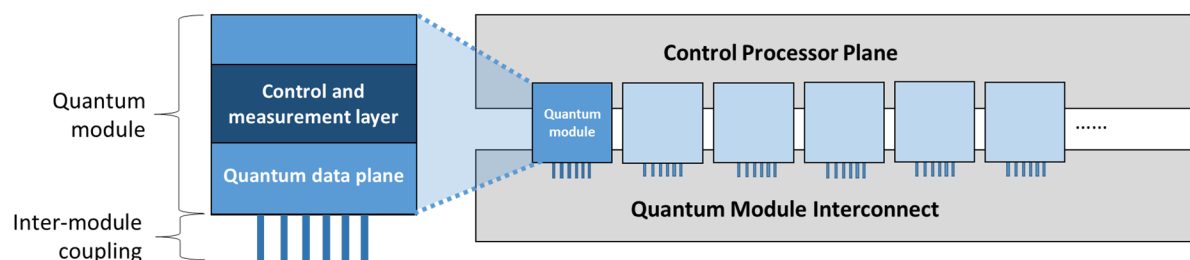 Quantum
module
Inter-module
coupling
Control and
measurement layer
Quantum data plane
Control Processor Plane
Quantum
module
......
Quantum Module Interconnect